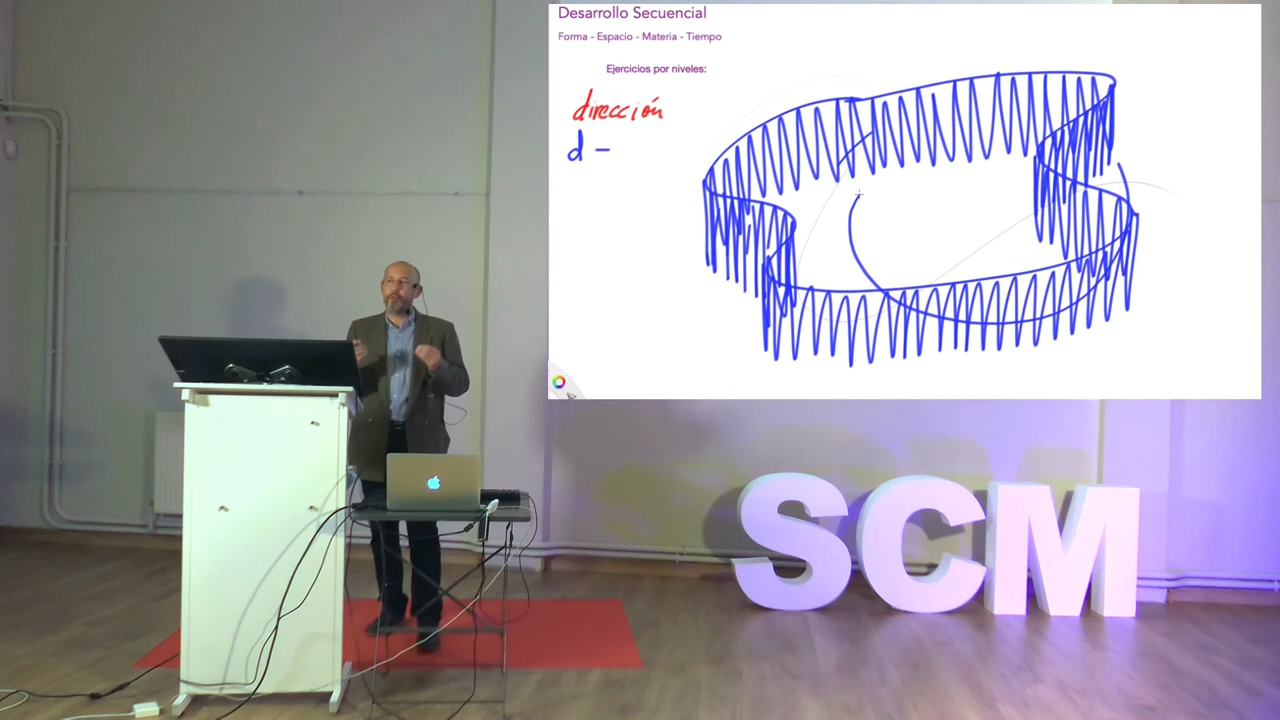 Desarrollo Secuencial
Forma - Espacio - Materia - Tiempo
Ejercicios por niveles:
dirección
d -
SCM